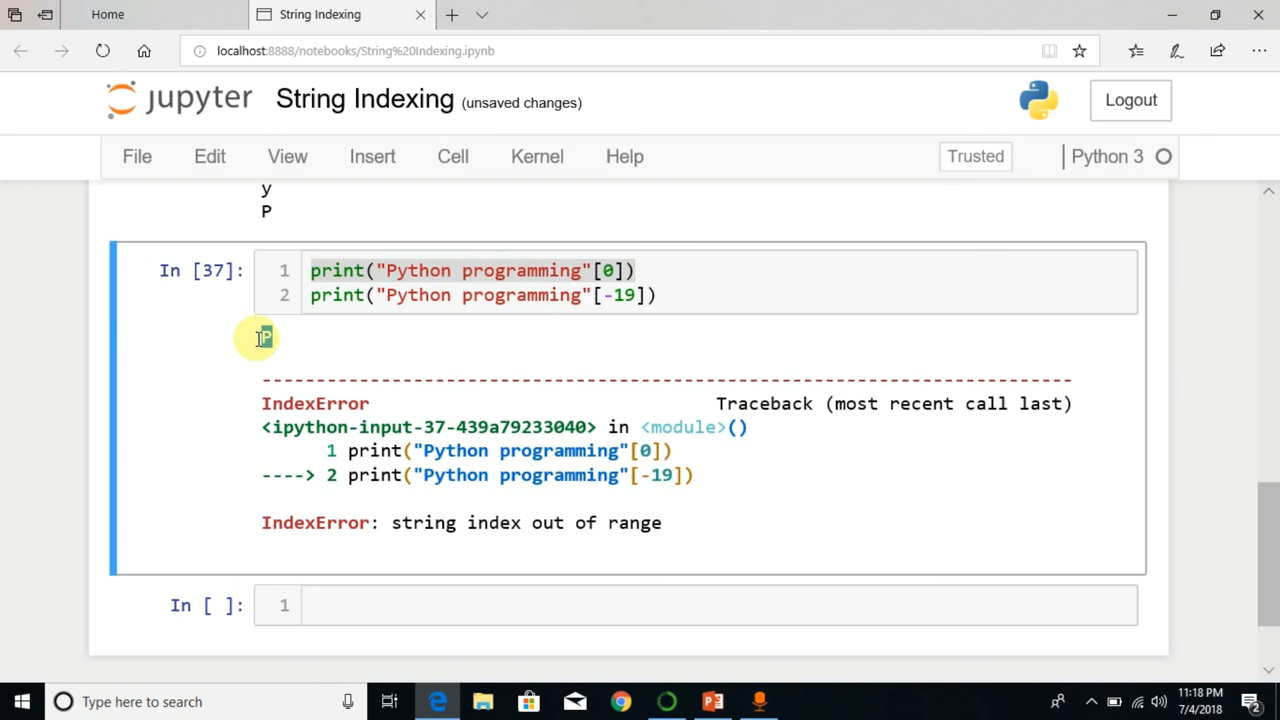 Home
String Indexing
localhost:8888/notebooks/String%20Indexing.ipynb
jupyter String Indexing (unsaved changes)
Logout
File Edit View Insert Cell Kernel Help
Trusted
Python 3
y
P
In [37]:
1 print("Python programming"[0])
2 print("Python programming"[-19])
P
---------------------------------------------------------------------------
IndexError Traceback (most recent call last)
<ipython-input-37-439a79233040> in <module>()
1 print("Python programming"[0])
----> 2 print("Python programming"[-19])
IndexError: string index out of range
In [ ]: 1
Type here to search
11:18 PM
7/4/2018
2